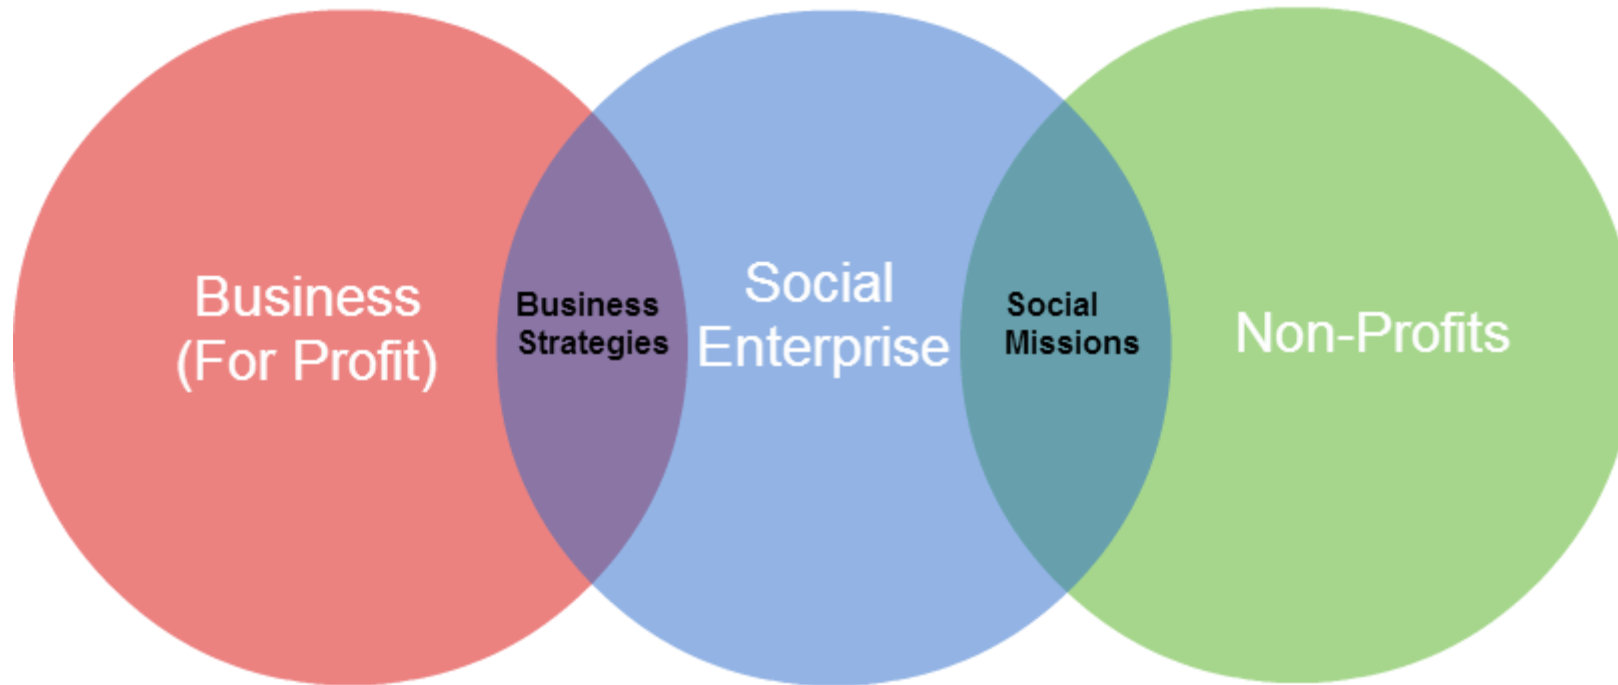 Business
(For Profit)
Business
Strategies
Social
Enterprise
Social
Missions
Non-Profits